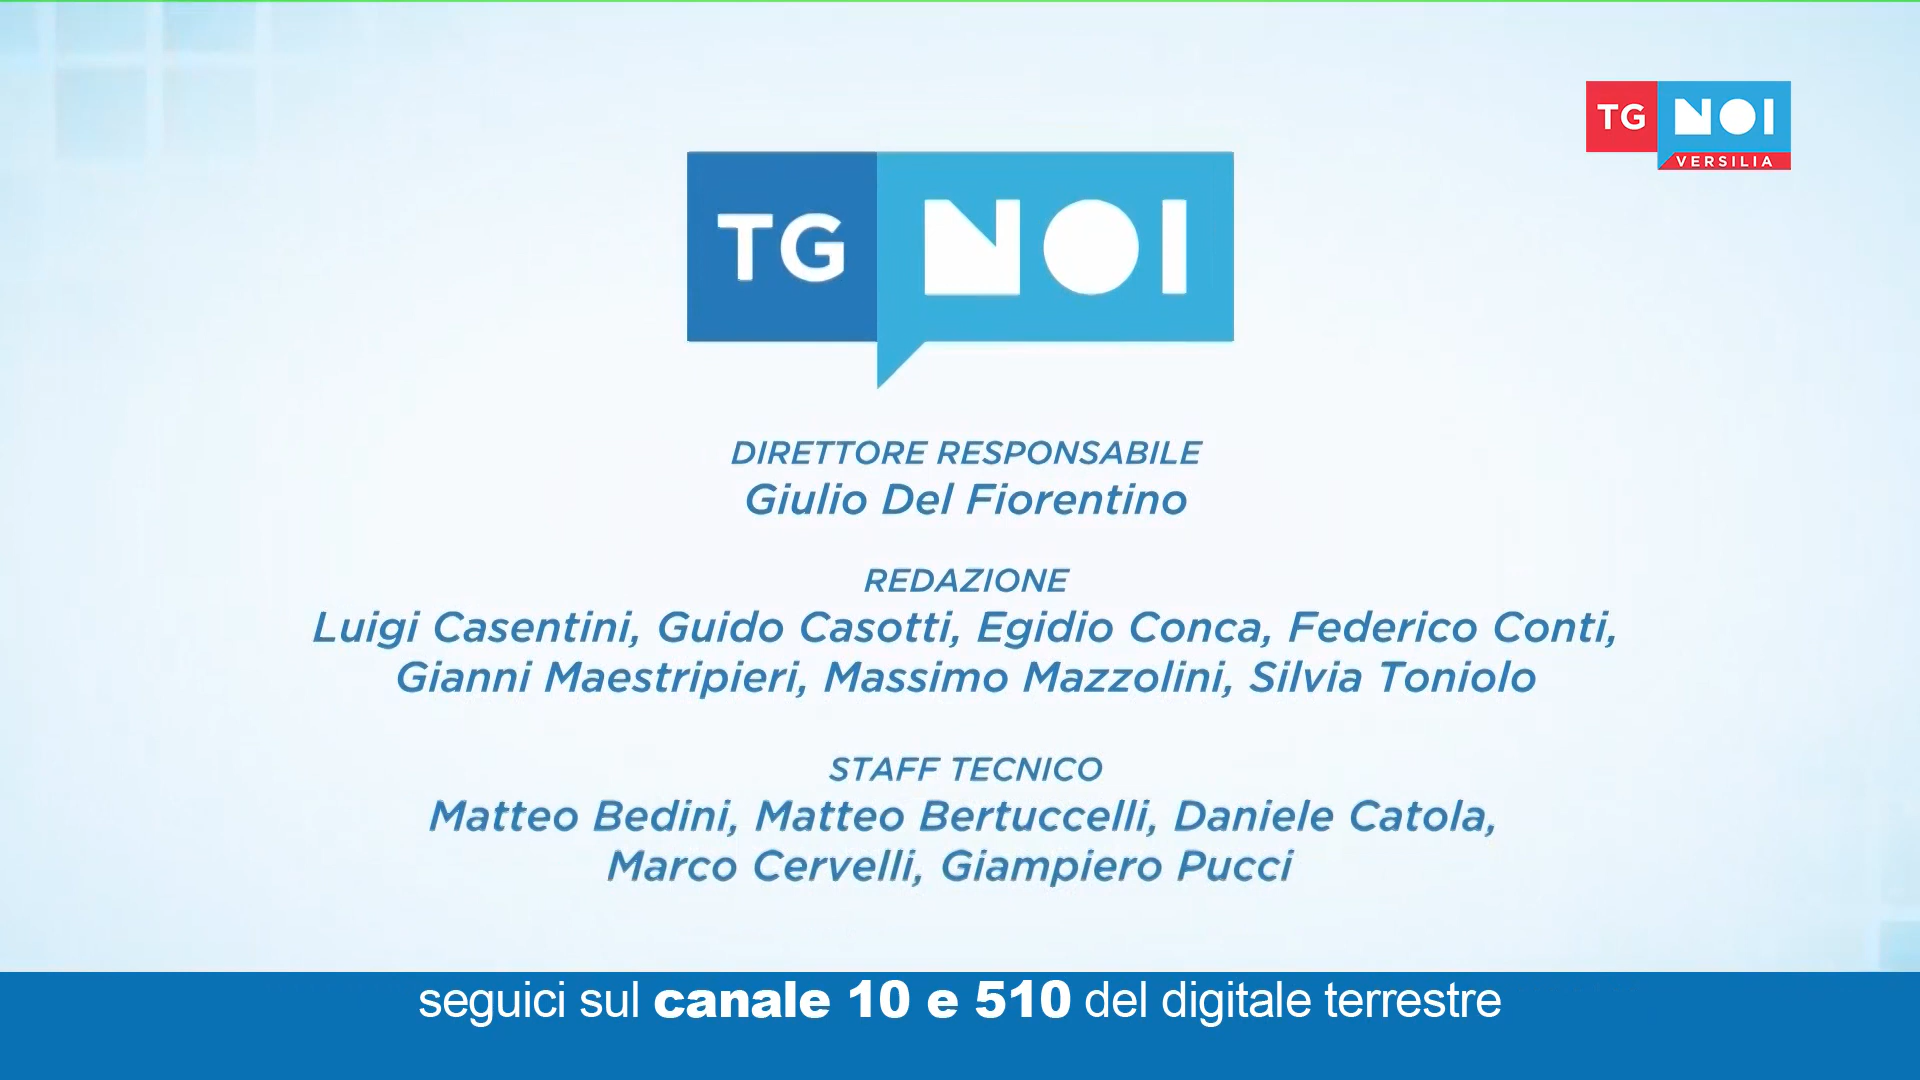 TG NOI
VERSILIA
TG NOI
DIRETTORE RESPONSABILE
Giulio Del Fiorentino
REDAZIONE
Luigi Casentini, Guido Casotti, Egidio Conca, Federico Conti,
Gianni Maestripieri, Massimo Mazzolini, Silvia Toniolo
STAFF TECNICO
Matteo Bedini, Matteo Bertuccelli, Daniele Catola,
Marco Cervelli, Giampiero Pucci
seguici sul canale 10 e 510 del digitale terrestre